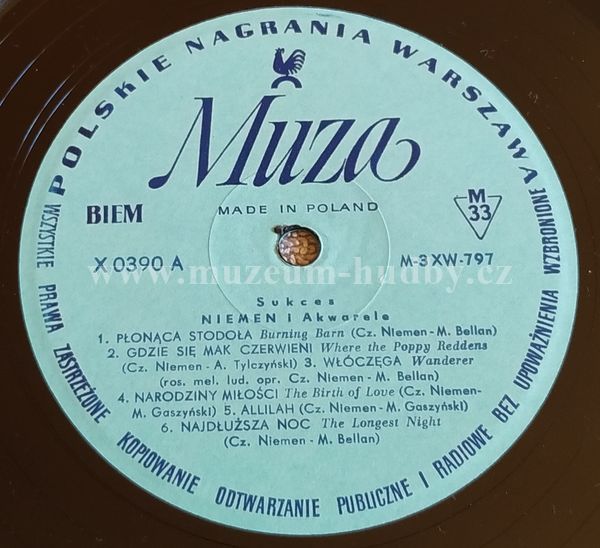 POLSKIE NAGRANIA WARSZAWA
Muza
BIEM
MADE IN POLAND
M
33
X 0390 A
M-3 XW-797
www.muzeum-hudby.cz
Sukces
NIEMEN i Akwarele
1. PŁONĄCA STODOŁA Burning Barn (Cz. Niemen - M. Bellan)
2. GDZIE SIĘ MAK CZERWIENI Where the Poppy Reddens
(Cz. Niemen - A. Tylczyński) 3. WŁÓCZĘGA Wanderer
(ros. mel. lud. opr. Cz. Niemen - M. Bellan)
4. NARODZINY MIŁOŚCI The Birth of Love (Cz. Niemen-
M. Gaszyński) 5. ALLILAH (Cz. Niemen - M. Gaszyński)
6. NAJDŁUŻSZA NOC The Longest Night
(Cz. Niemen - M. Bellan)
WSZYSTKIE PRAWA ZASTRZEŻONE KOPIOWANIE ODTWARZANIE PUBLICZNE I RADIOWE BEZ UPOWAŻNIENIA WZBRONIONE